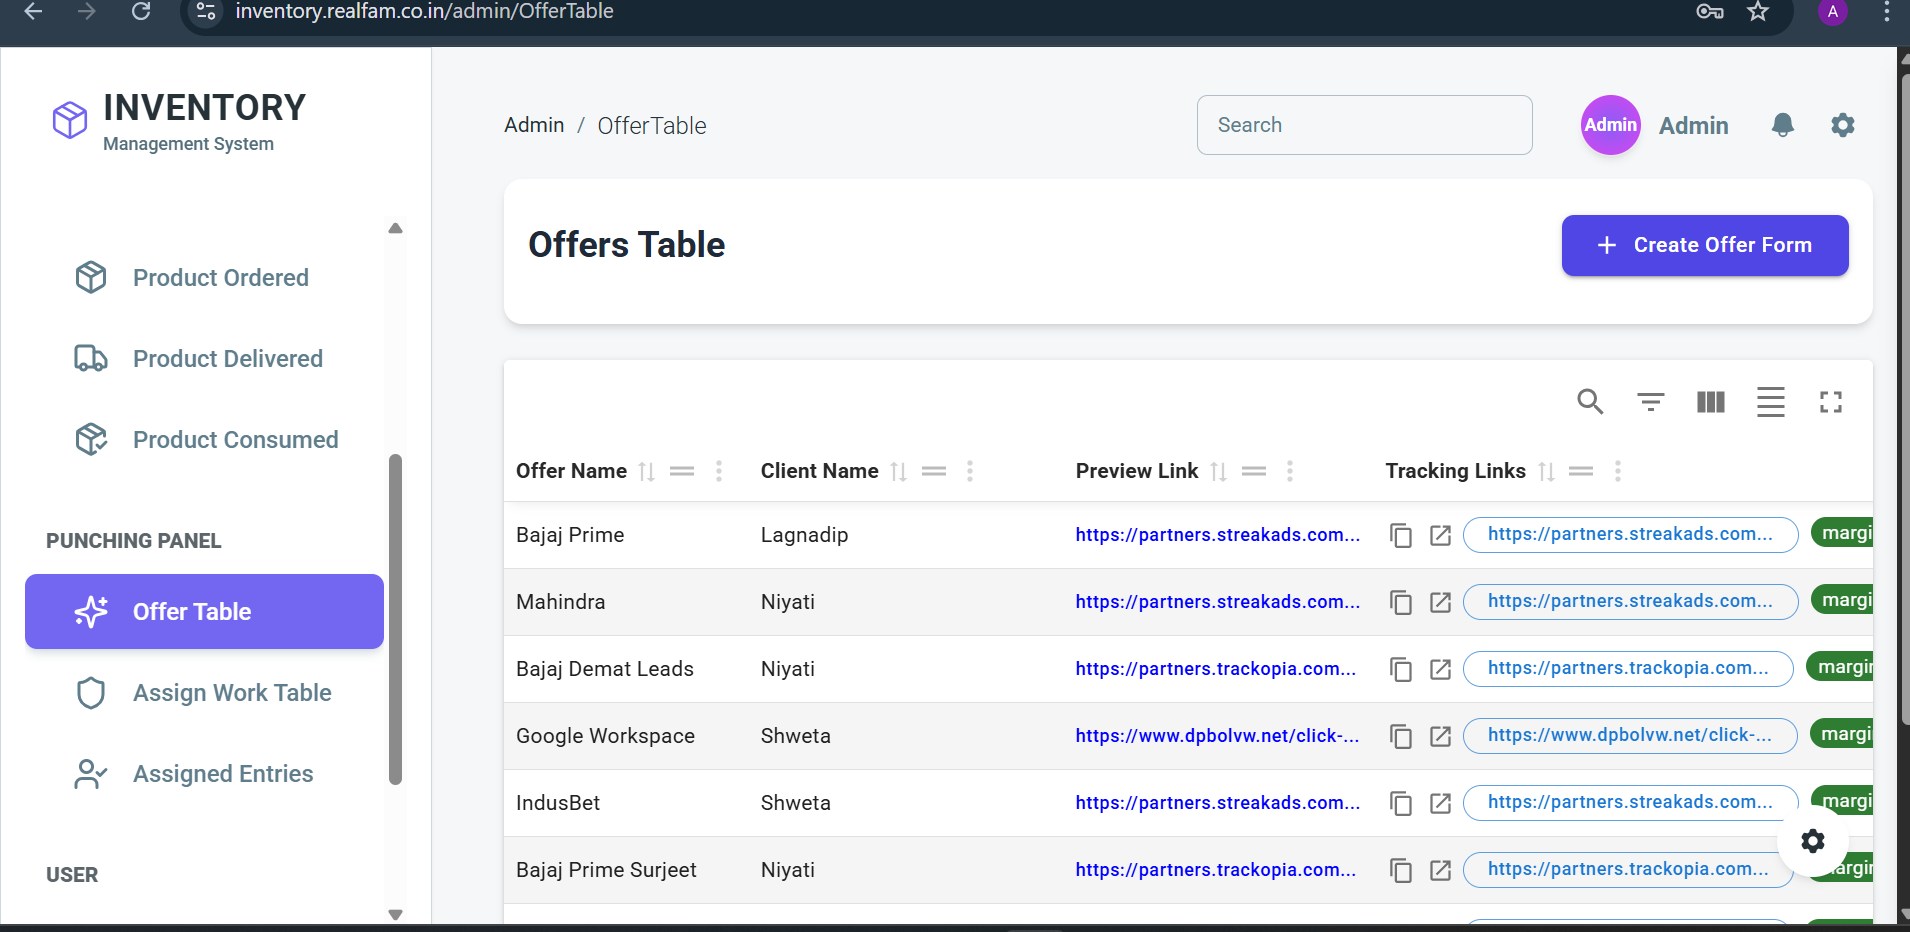 inventory.realfam.co.in/admin/OfferTable
A
INVENTORY
Management System
Product Ordered
Product Delivered
Product Consumed
PUNCHING PANEL
Offer Table
Assign Work Table
Assigned Entries
USER
Admin / OfferTable
Search
Admin
Admin
Offers Table
+ Create Offer Form
Offer Name Client Name Preview Link Tracking Links
Bajaj Prime Lagnadip https://partners.streakads.com... https://partners.streakads.com... margi
Mahindra Niyati https://partners.streakads.com... https://partners.streakads.com... margi
Bajaj Demat Leads Niyati https://partners.trackopia.com... https://partners.trackopia.com... margin
Google Workspace Shweta https://www.dpbolvw.net/click-... https://www.dpbolvw.net/click-... margi
IndusBet Shweta https://partners.streakads.com... https://partners.streakads.com... margi
Bajaj Prime Surjeet Niyati https://partners.trackopia.com... https://partners.trackopia.com... argin